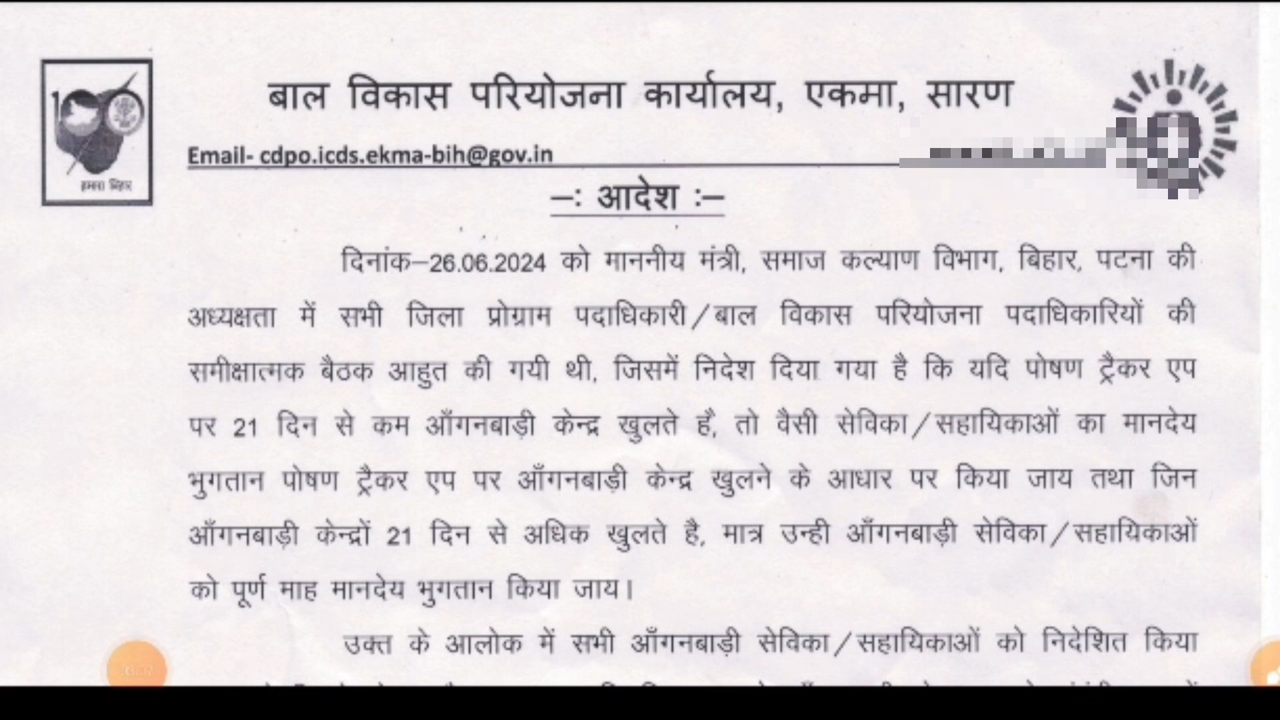 बाल विकास परियोजना कार्यालय, एकमा, सारण
हमारा बिहार
Email- cdpo.icds.ekma-bih@gov.in
–: आदेश :–
दिनांक–26.06.2024 को माननीय मंत्री, समाज कल्याण विभाग, बिहार, पटना की
अध्यक्षता में सभी जिला प्रोग्राम पदाधिकारी/बाल विकास परियोजना पदाधिकारियों की
समीक्षात्मक बैठक आहुत की गयी थी, जिसमें निदेश दिया गया है कि यदि पोषण ट्रैकर एप
पर 21 दिन से कम आँगनबाड़ी केन्द्र खुलते है, तो वैसी सेविका/सहायिकाओं का मानदेय
भुगतान पोषण ट्रैकर एप पर आँगनबाड़ी केन्द्र खुलने के आधार पर किया जाय तथा जिन
आँगनबाड़ी केन्द्रों 21 दिन से अधिक खुलते है, मात्र उन्ही आँगनबाड़ी सेविका/सहायिकाओं
को पूर्ण माह मानदेय भुगतान किया जाय।
उक्त के आलोक में सभी आँगनबाड़ी सेविका/सहायिकाओं को निदेशित किया